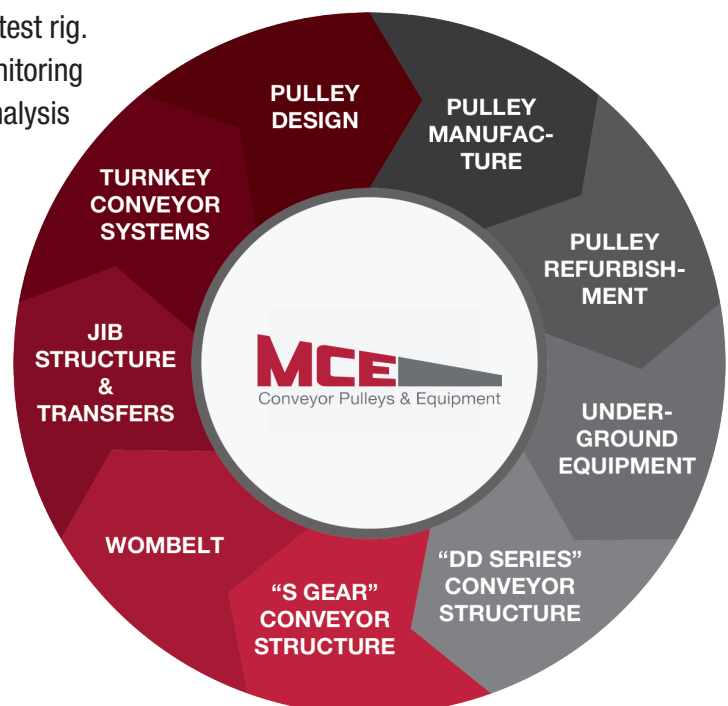 test rig.
nitoring
nalysis
PULLEY
DESIGN
PULLEY
MANUFAC-
TURE
PULLEY
REFURBISH-
MENT
UNDER-
GROUND
EQUIPMENT
“DD SERIES”
CONVEYOR
STRUCTURE
“S GEAR”
CONVEYOR
STRUCTURE
WOMBELT
JIB
STRUCTURE
&
TRANSFERS
TURNKEY
CONVEYOR
SYSTEMS
MCE
Conveyor Pulleys & Equipment